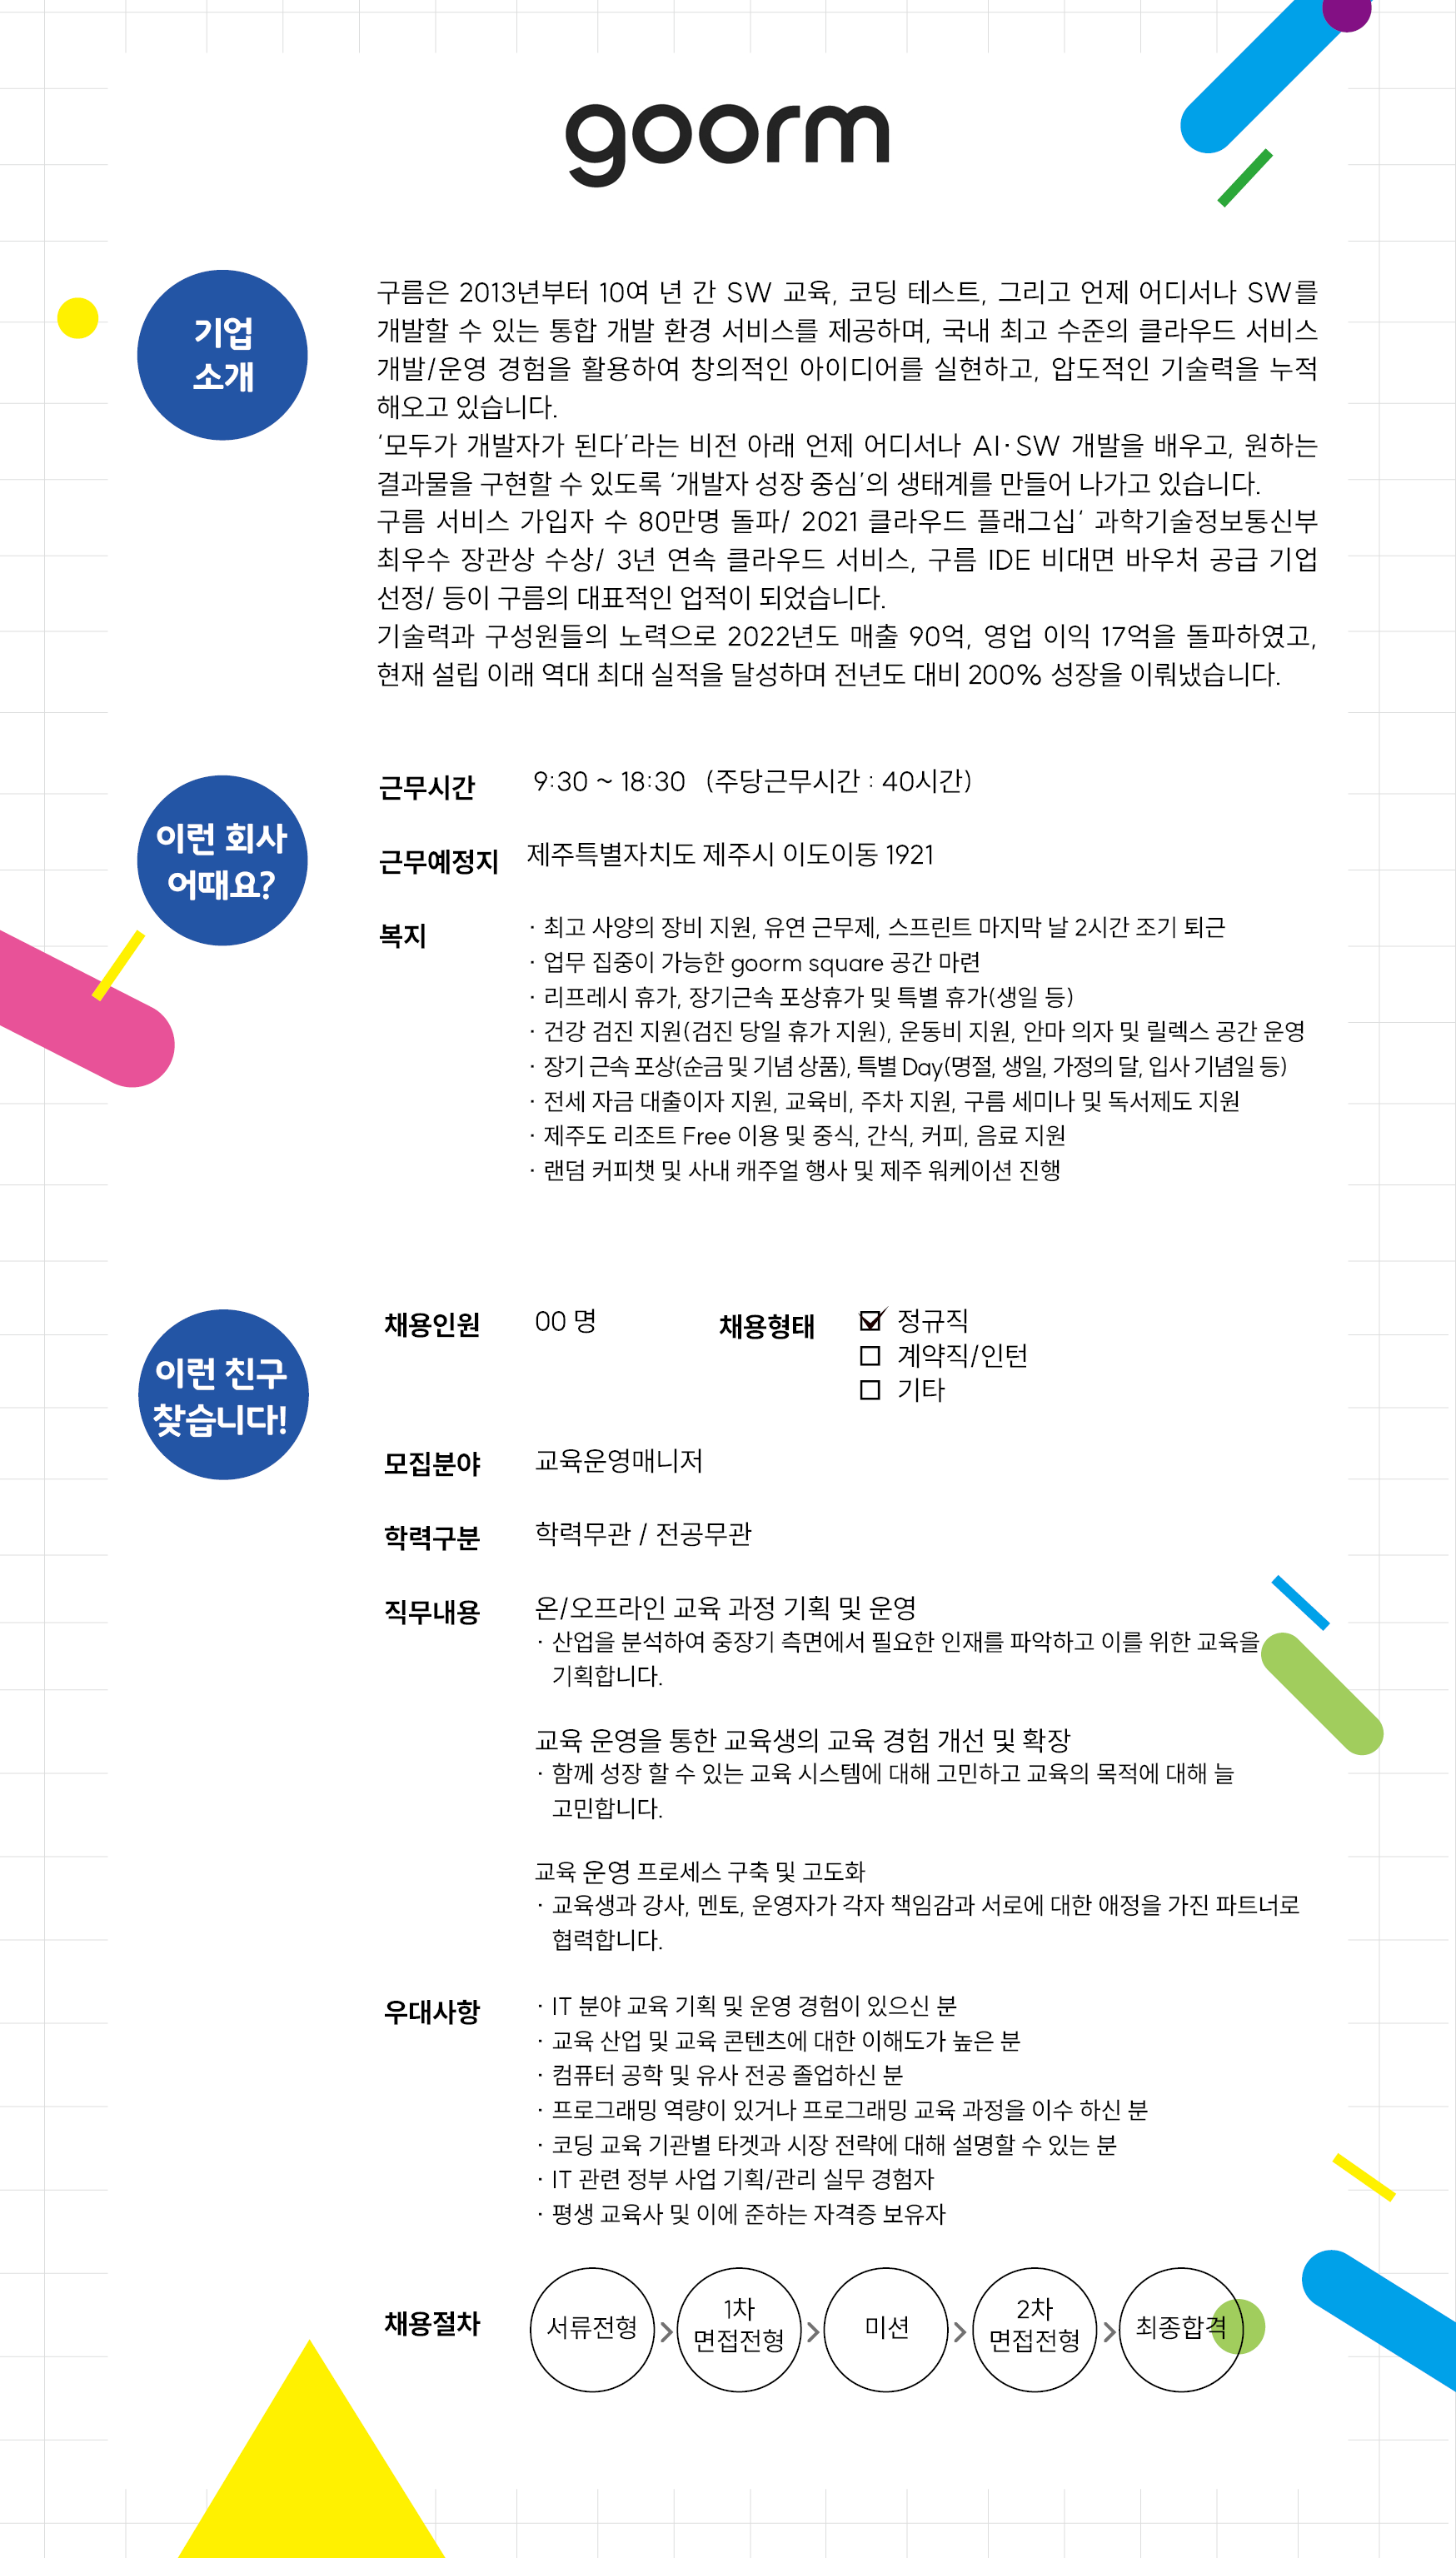 goorm
기업
소개
구름은 2013년부터 10여 년 간 SW 교육, 코딩 테스트, 그리고 언제 어디서나 SW를
개발할 수 있는 통합 개발 환경 서비스를 제공하며, 국내 최고 수준의 클라우드 서비스
개발/운영 경험을 활용하여 창의적인 아이디어를 실현하고, 압도적인 기술력을 누적
해오고 있습니다.
‘모두가 개발자가 된다’라는 비전 아래 언제 어디서나 AI·SW 개발을 배우고, 원하는
결과물을 구현할 수 있도록 ‘개발자 성장 중심’의 생태계를 만들어 나가고 있습니다.
구름 서비스 가입자 수 80만명 돌파/ 2021 클라우드 플래그십‘ 과학기술정보통신부
최우수 장관상 수상/ 3년 연속 클라우드 서비스, 구름 IDE 비대면 바우처 공급 기업
선정/ 등이 구름의 대표적인 업적이 되었습니다.
기술력과 구성원들의 노력으로 2022년도 매출 90억, 영업 이익 17억을 돌파하였고,
현재 설립 이래 역대 최대 실적을 달성하며 전년도 대비 200% 성장을 이뤄냈습니다.
이런 회사
어때요?
근무시간 9:30 ~ 18:30 (주당근무시간 : 40시간)
근무예정지 제주특별자치도 제주시 이도이동 1921
복지
· 최고 사양의 장비 지원, 유연 근무제, 스프린트 마지막 날 2시간 조기 퇴근
· 업무 집중이 가능한 goorm square 공간 마련
· 리프레시 휴가, 장기근속 포상휴가 및 특별 휴가(생일 등)
· 건강 검진 지원(검진 당일 휴가 지원), 운동비 지원, 안마 의자 및 릴렉스 공간 운영
· 장기 근속 포상(순금 및 기념 상품), 특별 Day(명절, 생일, 가정의 달, 입사 기념일 등)
· 전세 자금 대출이자 지원, 교육비, 주차 지원, 구름 세미나 및 독서제도 지원
· 제주도 리조트 Free 이용 및 중식, 간식, 커피, 음료 지원
· 랜덤 커피챗 및 사내 캐주얼 행사 및 제주 워케이션 진행
이런 친구
찾습니다!
채용인원 00 명
채용형태
정규직
계약직/인턴
기타
모집분야 교육운영매니저
학력구분 학력무관 / 전공무관
직무내용 온/오프라인 교육 과정 기획 및 운영
· 산업을 분석하여 중장기 측면에서 필요한 인재를 파악하고 이를 위한 교육을
기획합니다.
교육 운영을 통한 교육생의 교육 경험 개선 및 확장
· 함께 성장 할 수 있는 교육 시스템에 대해 고민하고 교육의 목적에 대해 늘
고민합니다.
교육 운영 프로세스 구축 및 고도화
· 교육생과 강사, 멘토, 운영자가 각자 책임감과 서로에 대한 애정을 가진 파트너로
협력합니다.
우대사항
· IT 분야 교육 기획 및 운영 경험이 있으신 분
· 교육 산업 및 교육 콘텐츠에 대한 이해도가 높은 분
· 컴퓨터 공학 및 유사 전공 졸업하신 분
· 프로그래밍 역량이 있거나 프로그래밍 교육 과정을 이수 하신 분
· 코딩 교육 기관별 타겟과 시장 전략에 대해 설명할 수 있는 분
· IT 관련 정부 사업 기획/관리 실무 경험자
· 평생 교육사 및 이에 준하는 자격증 보유자
채용절차
서류전형
1차
면접전형
미션
2차
면접전형
최종합격